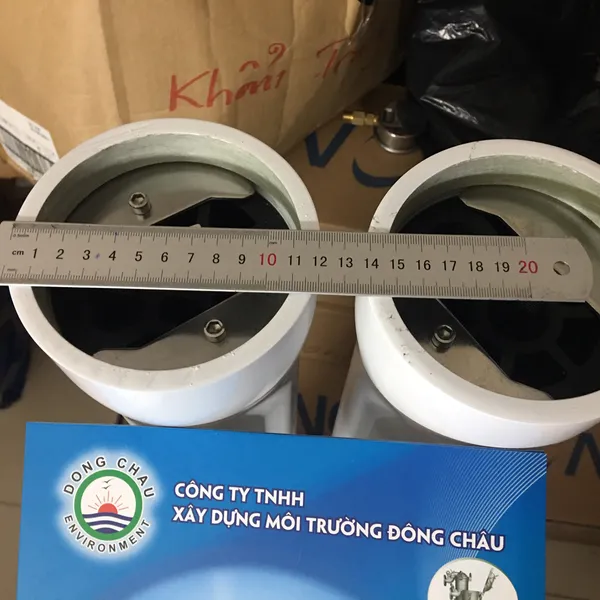 Khẩn
cm 1 2 3 4 5 6 7 8 9 10 11 12 13 14 15 16 17 18 19 20
DONG CHAU
ENVIRONMENT
CÔNG TY TNHH
XÂY DỰNG MÔI TRƯỜNG ĐÔNG CHÂU